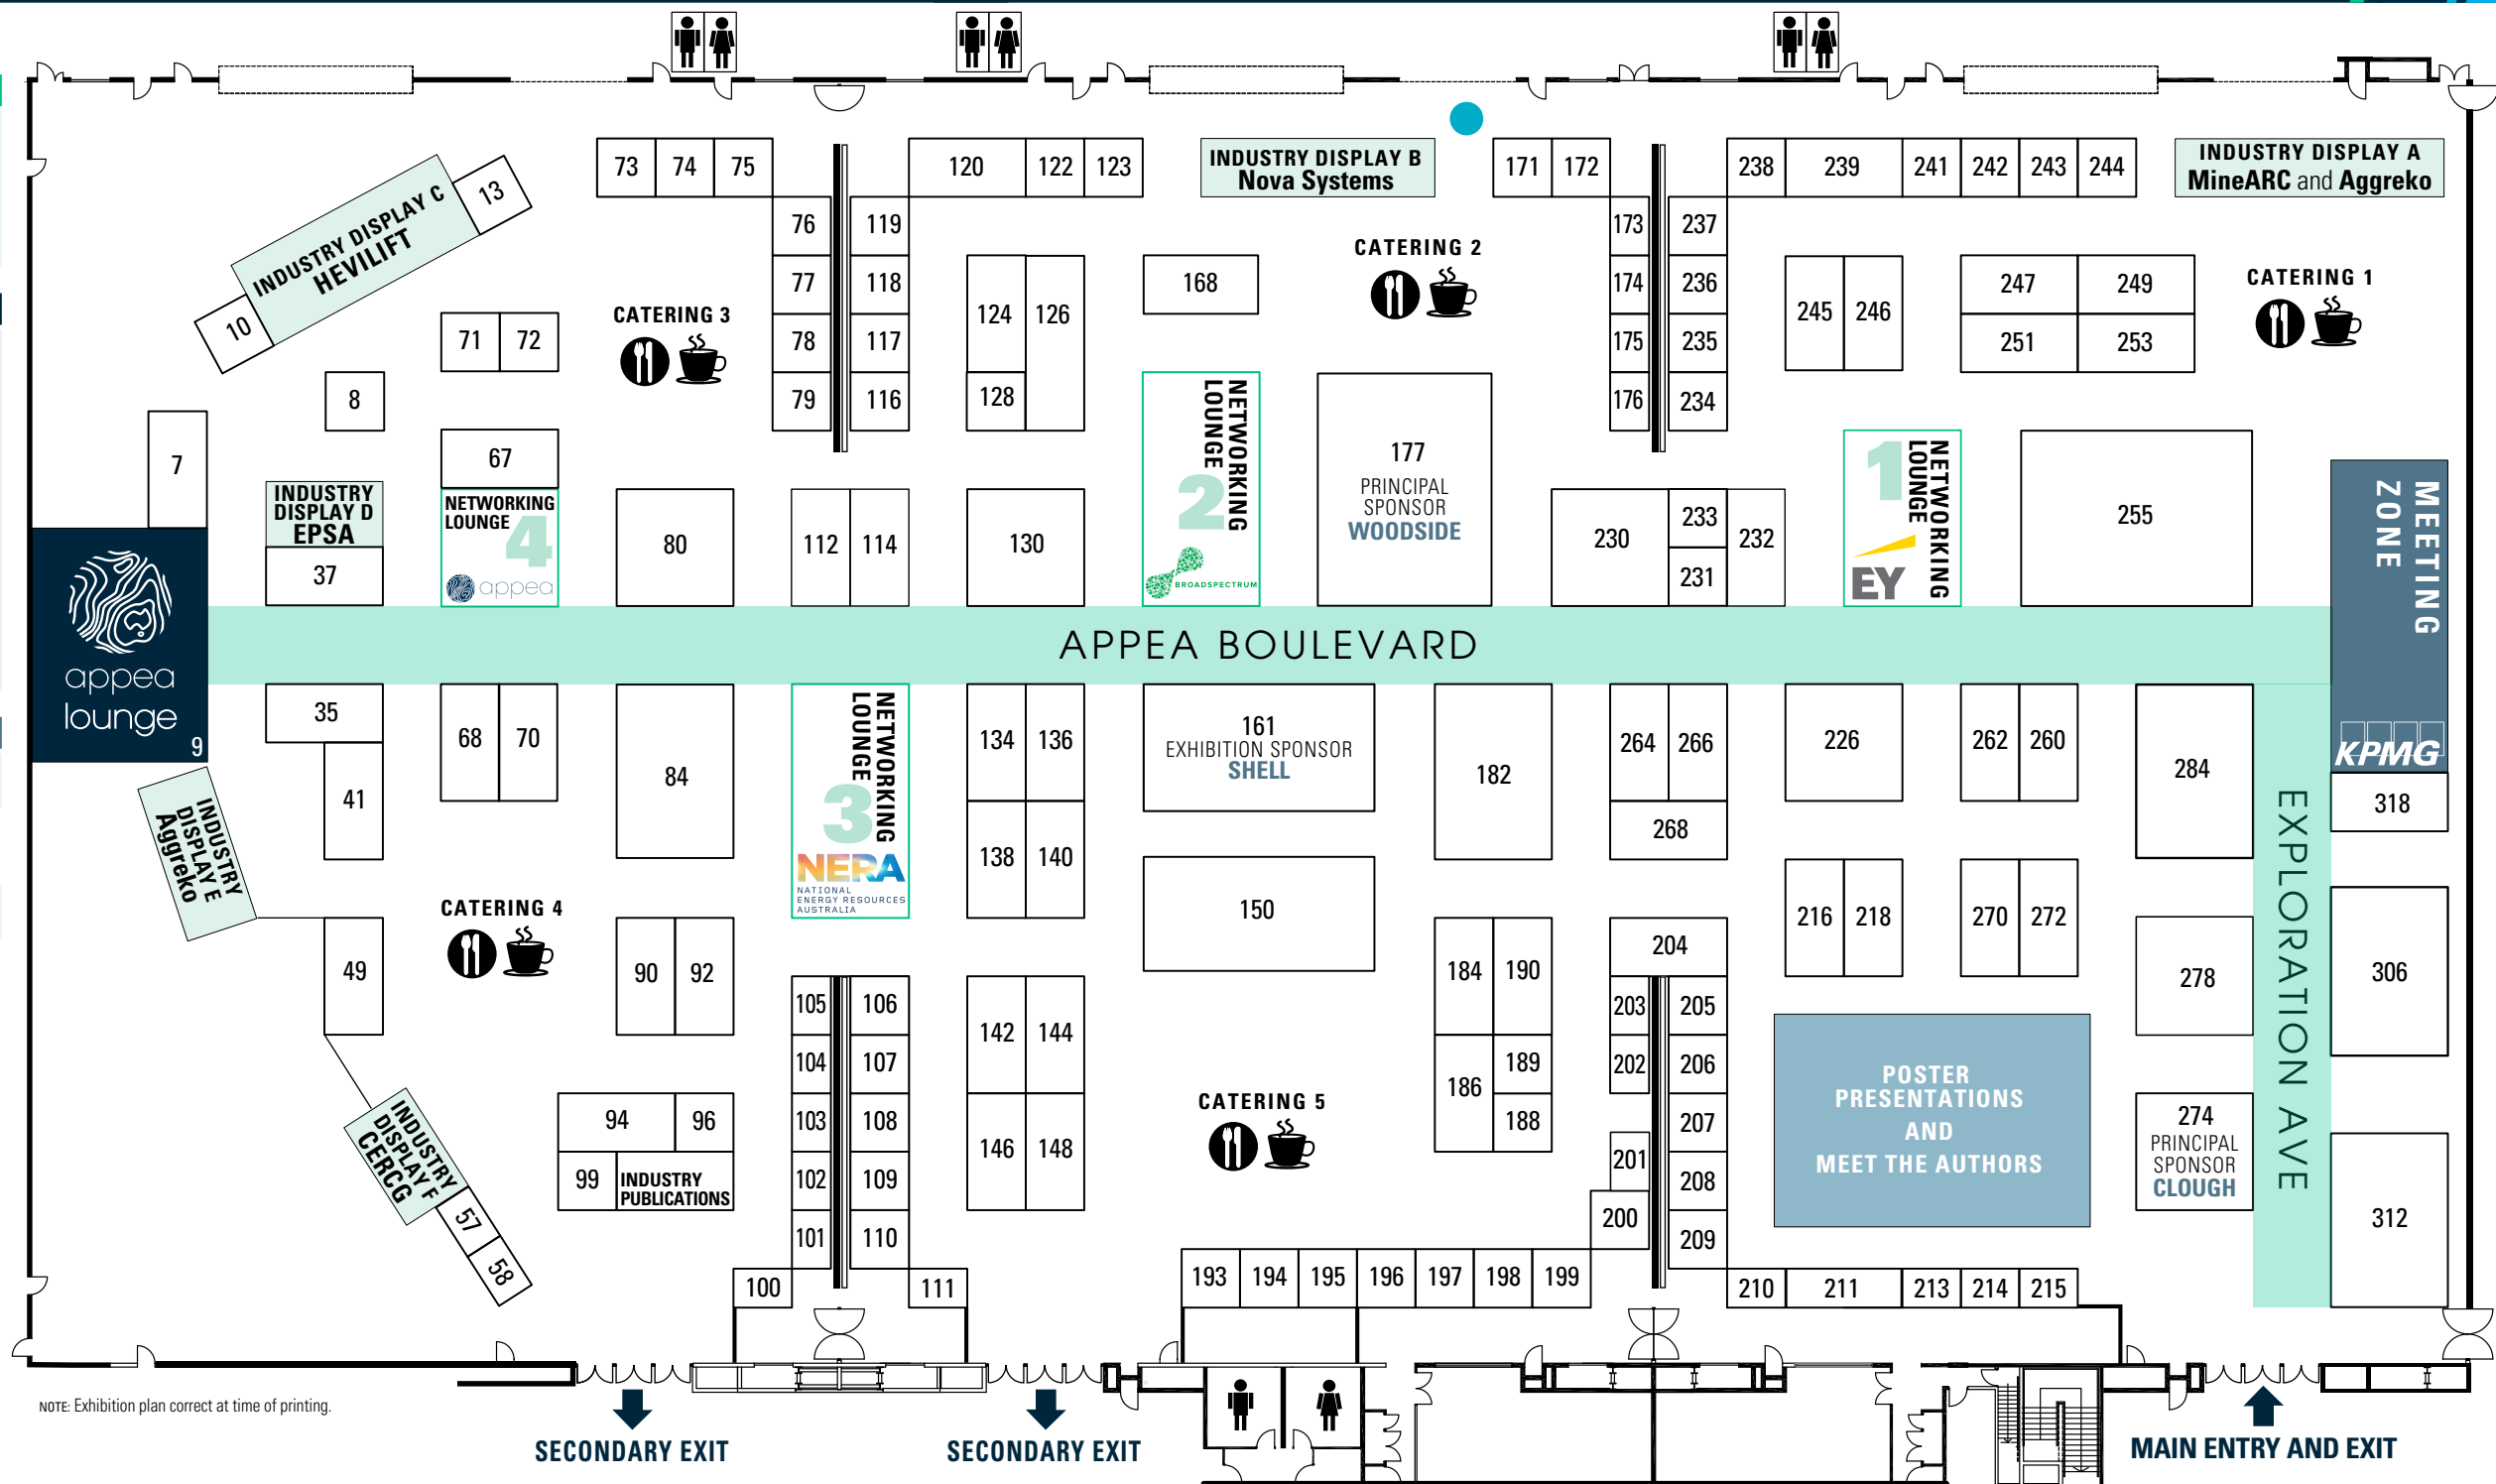 73 74 75
120 122 123
INDUSTRY DISPLAY B
Nova Systems
171 172
238 239 241 242 243 244
INDUSTRY DISPLAY A
MineARC and Aggreko
INDUSTRY DISPLAY C
HEVILIFT
13
10
76 119
77 118
78 117
79 116
CATERING 3
71 72
8
7
67
124 126
128
168
CATERING 2
173 237
174 236
175 235
176 234
245 246
247 249
251 253
CATERING 1
INDUSTRY
DISPLAY D
EPSA
37
NETWORKING
LOUNGE
4
appea
80
112 114
130
NETWORKING
LOUNGE
2
BROADSPECTRUM
177
PRINCIPAL
SPONSOR
WOODSIDE
230
233
231
232
NETWORKING
LOUNGE
1
EY
255
MEETING
ZONE
KPMG
appea
lounge
9
APPEA BOULEVARD
35
41
68 70
84
NETWORKING
LOUNGE
3
NERA
NATIONAL
ENERGY RESOURCES
AUSTRALIA
134 136
138 140
161
EXHIBITION SPONSOR
SHELL
150
182
264 266
268
226
262 260
284
318
EXPLORATION AVE
306
312
INDUSTRY
DISPLAY E
Aggreko
49
CATERING 4
90 92
94 96
99
INDUSTRY
PUBLICATIONS
INDUSTRY
DISPLAY F
CERCG
57
58
105 106
104 107
103 108
102 109
101 110
100 111
142 144
146 148
CATERING 5
184 190
186
189
188
204
203 205
202 206
207
201
208
200
209
193 194 195 196 197 198 199
210 211 213 214 215
216 218
270 272
278
POSTER
PRESENTATIONS
AND
MEET THE AUTHORS
274
PRINCIPAL
SPONSOR
CLOUGH
NOTE: Exhibition plan correct at time of printing.
SECONDARY EXIT
SECONDARY EXIT
MAIN ENTRY AND EXIT